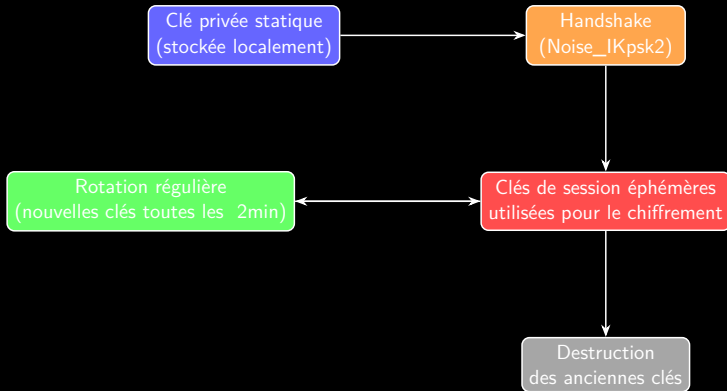 Clé privée statique
(stockée localement)
Handshake
(Noise_IKpsk2)
Rotation régulière
(nouvelles clés toutes les 2min)
Clés de session éphémères
utilisées pour le chiffrement
Destruction
des anciennes clés